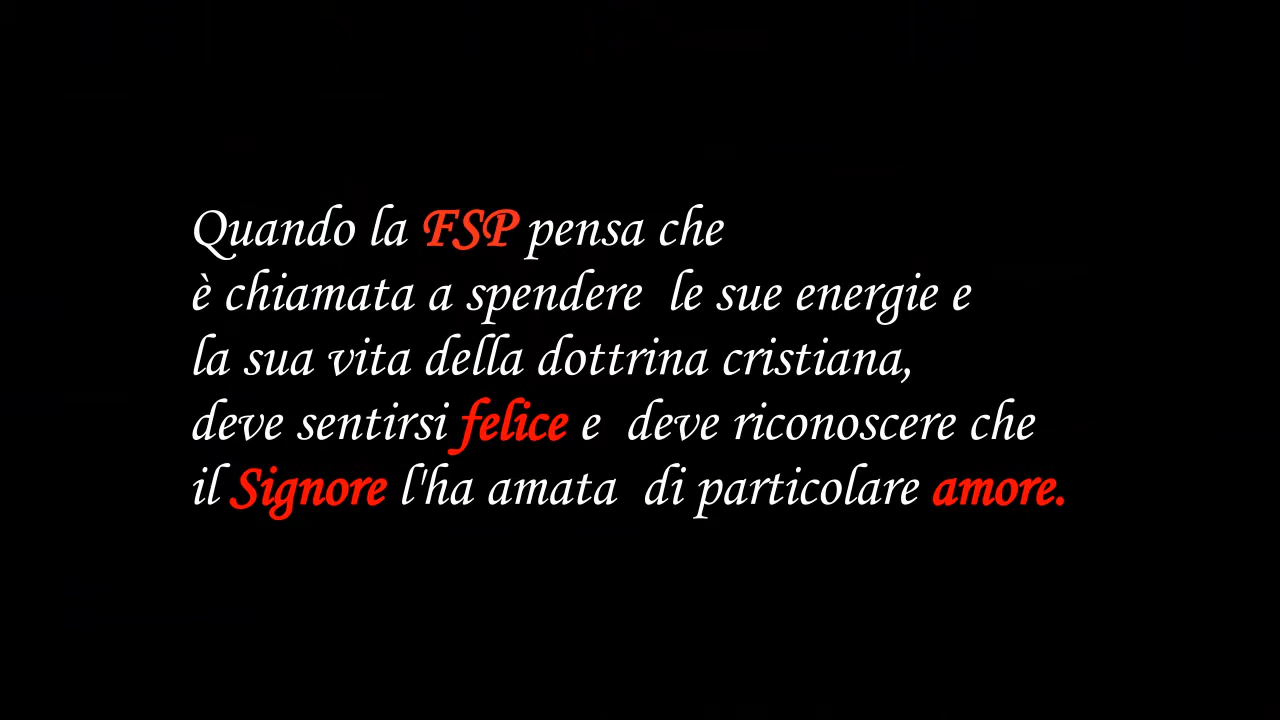 Quando la FSP pensa che
è chiamata a spendere le sue energie e
la sua vita della dottrina cristiana,
deve sentirsi felice e deve riconoscere che
il Signore l'ha amata di particolare amore.